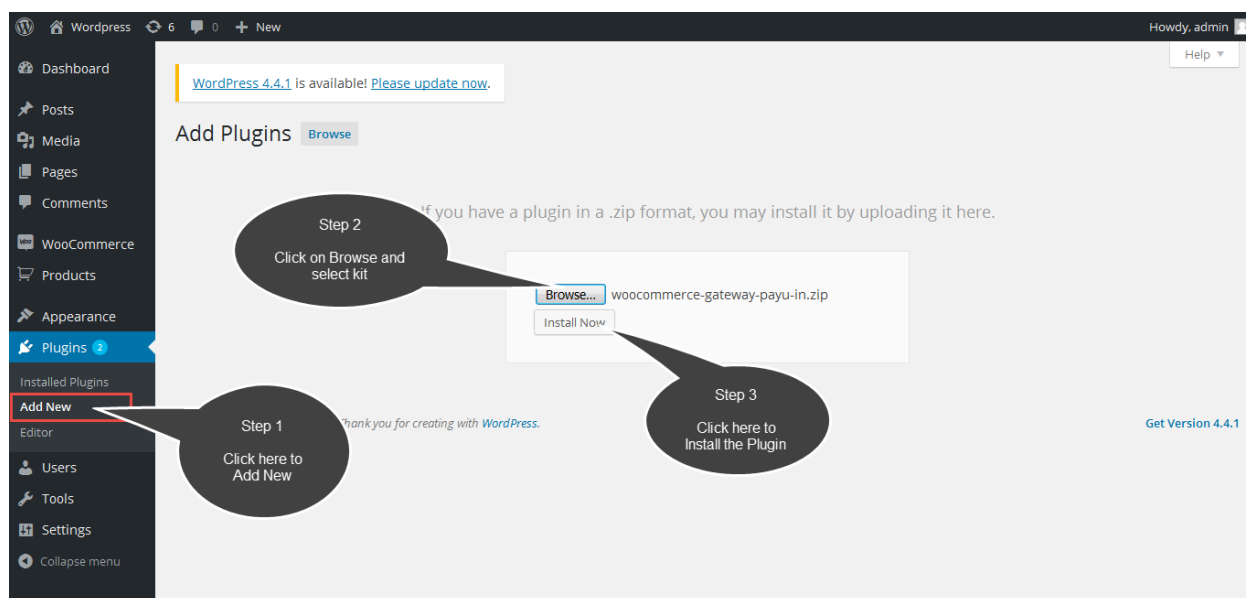 Wordpress 6 0 + New Howdy, admin
Help
Dashboard
Posts
Media
Pages
Comments
WooCommerce
Products
Appearance
Plugins 2
Installed Plugins
Add New
Editor
Users
Tools
Settings
Collapse menu
WordPress 4.4.1 is available! Please update now.
Add Plugins Browse
If you have a plugin in a .zip format, you may install it by uploading it here.
Step 2
Click on Browse and
select kit
Browse... woocommerce-gateway-payu-in.zip
Install Now
Step 3
Click here to
Install the Plugin
Step 1
Click here to
Add New
Thank you for creating with WordPress.
Get Version 4.4.1